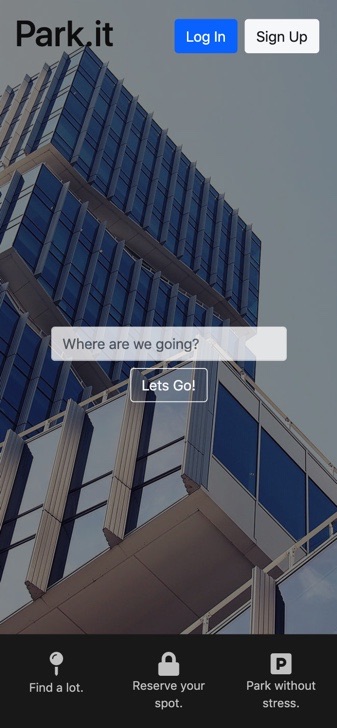 Park.it
Log In
Sign Up
Where are we going?
Lets Go!
Find a lot.
Reserve your
spot.
Park without
stress.